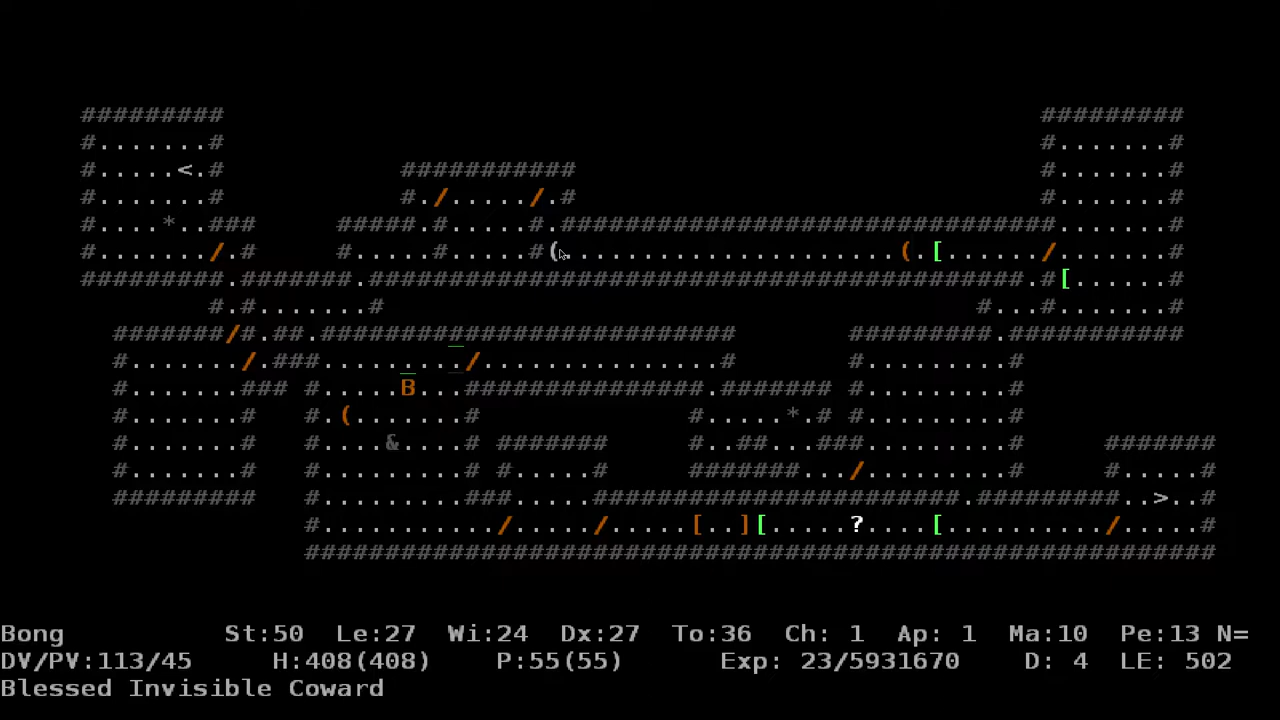 Bong St:50 Le:27 Wi:24 Dx:27 To:36 Ch: 1 Ap: 1 Ma:10 Pe:13 N=
DV/PV:113/45 H:408(408) P:55(55) Exp: 23/5931670 D: 4 LE: 502
Blessed Invisible Coward